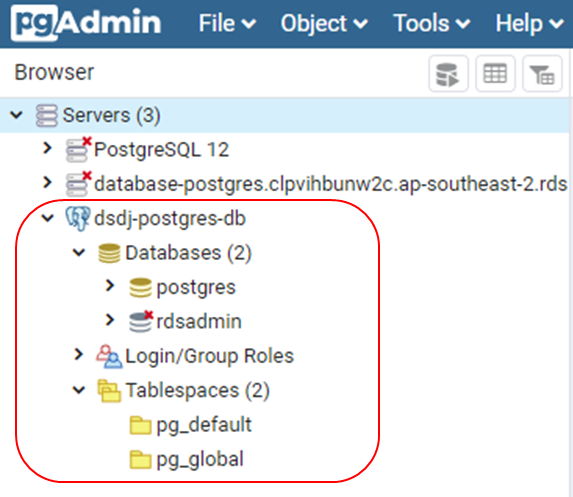 pgAdmin File Object Tools Help
Browser
Servers (3)
PostgreSQL 12
database-postgres.clpvihbunw2c.ap-southeast-2.rds
dsdj-postgres-db
Databases (2)
postgres
rdsadmin
Login/Group Roles
Tablespaces (2)
pg_default
pg_global